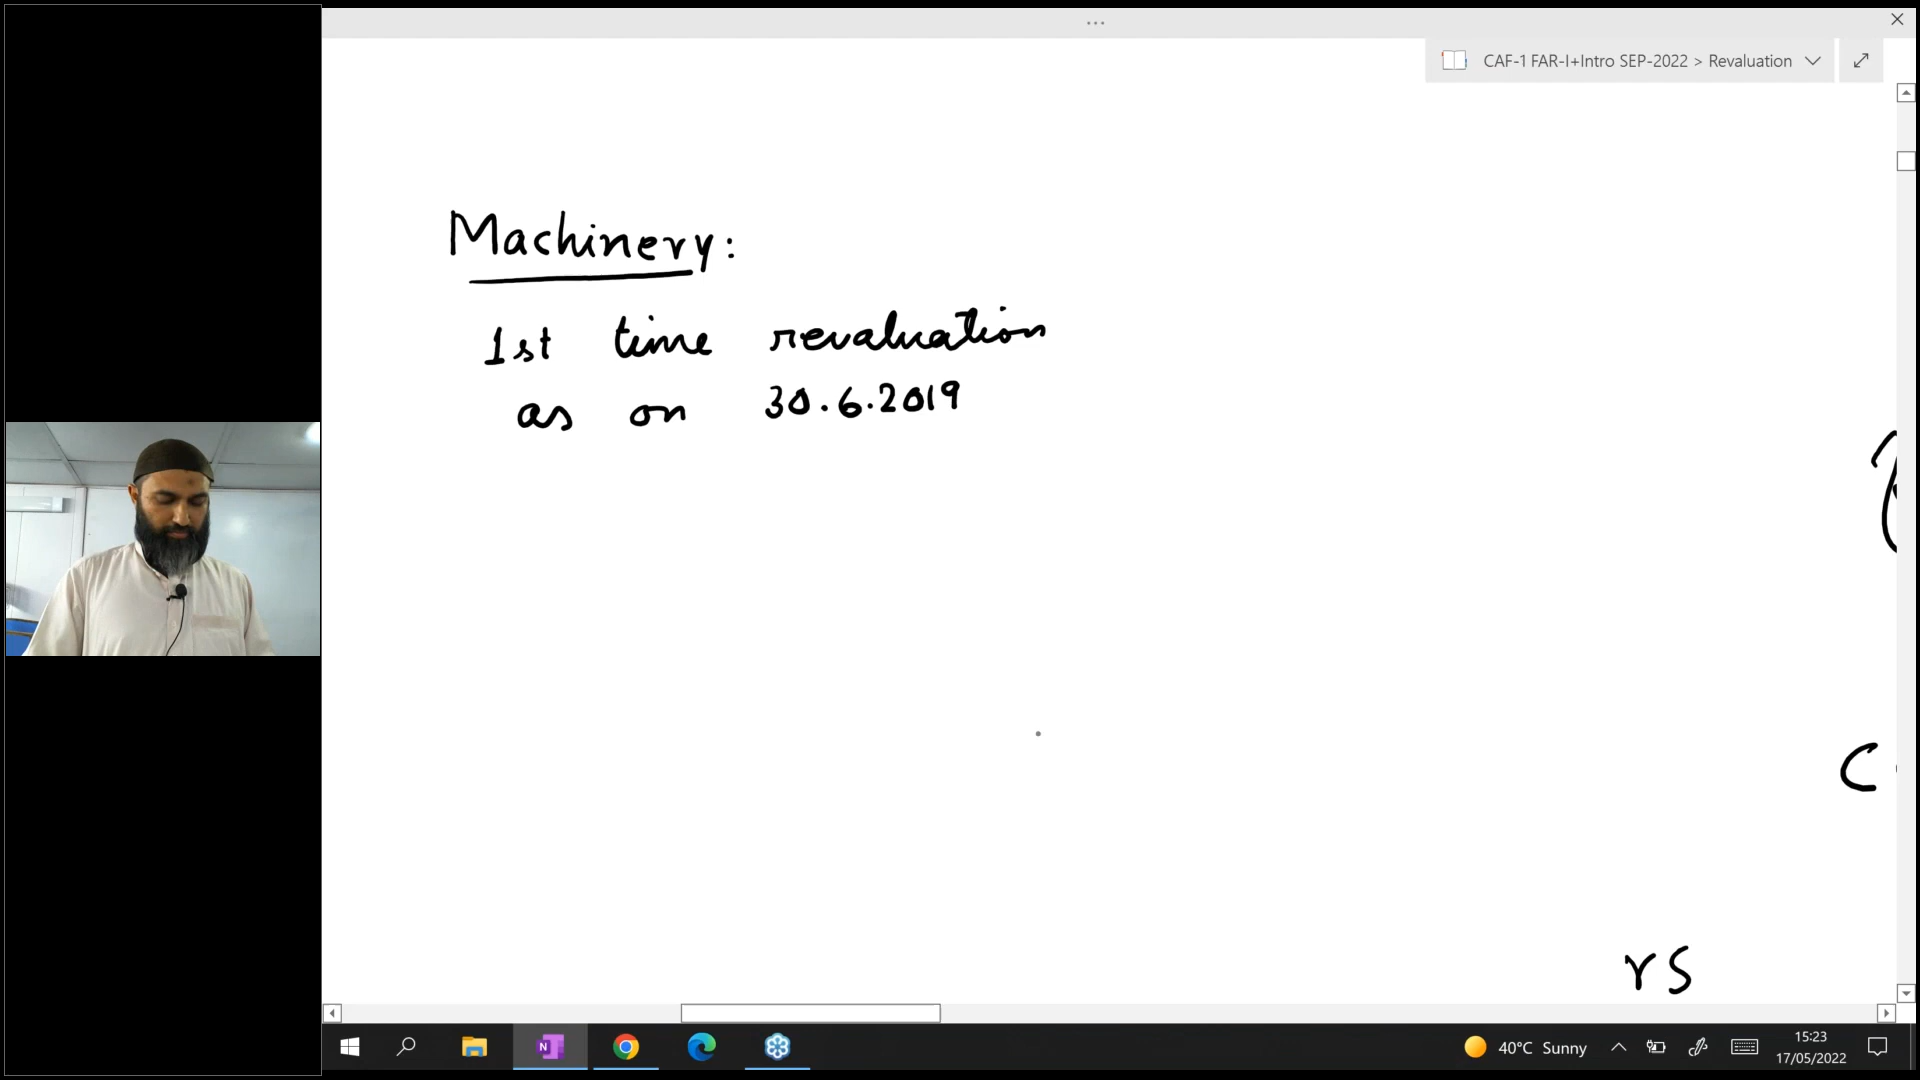 ...
CAF-1 FAR-I+Intro SEP-2022 > Revaluation
Machinery:
1st time revaluation
as on 30.6.2019
C
rs
N
40°C Sunny
15:23
17/05/2022